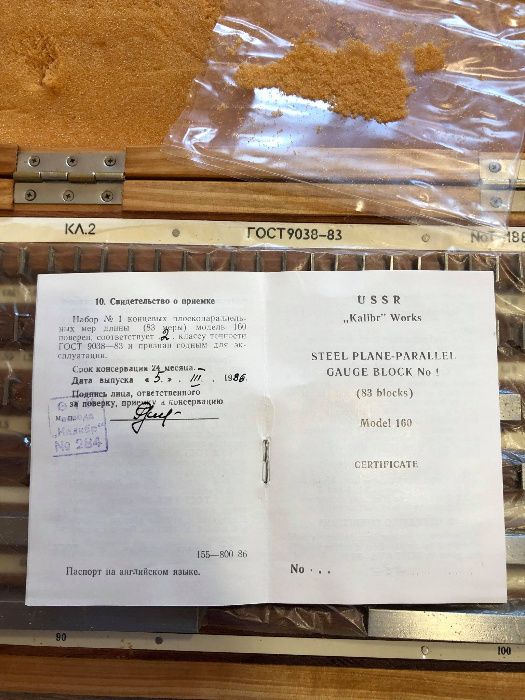 КЛ.2
ГОСТ9038-83
10. Свидетельство о приемке
Набор № 1 концевых плоскопараллель-
ных мер длины (83 меры) модель 160
поверен, соответствует 2 классу точности
ГОСТ 9038—83 и признан годным для эк-
сплуатации.
Срок консервации 24 месяца.
Дата выпуска « 5 » III 1986
Подпись лица, ответственного
за поверку, приемку и консервацию
„Калибр"
№ 284
155—800 86
Паспорт на английском языке.
USSR
„Kalibr" Works
STEEL PLANE-PARALLEL
GAUGE BLOCK No 1
(83 blocks)
Model 160
CERTIFICATE
No . . .
90
100